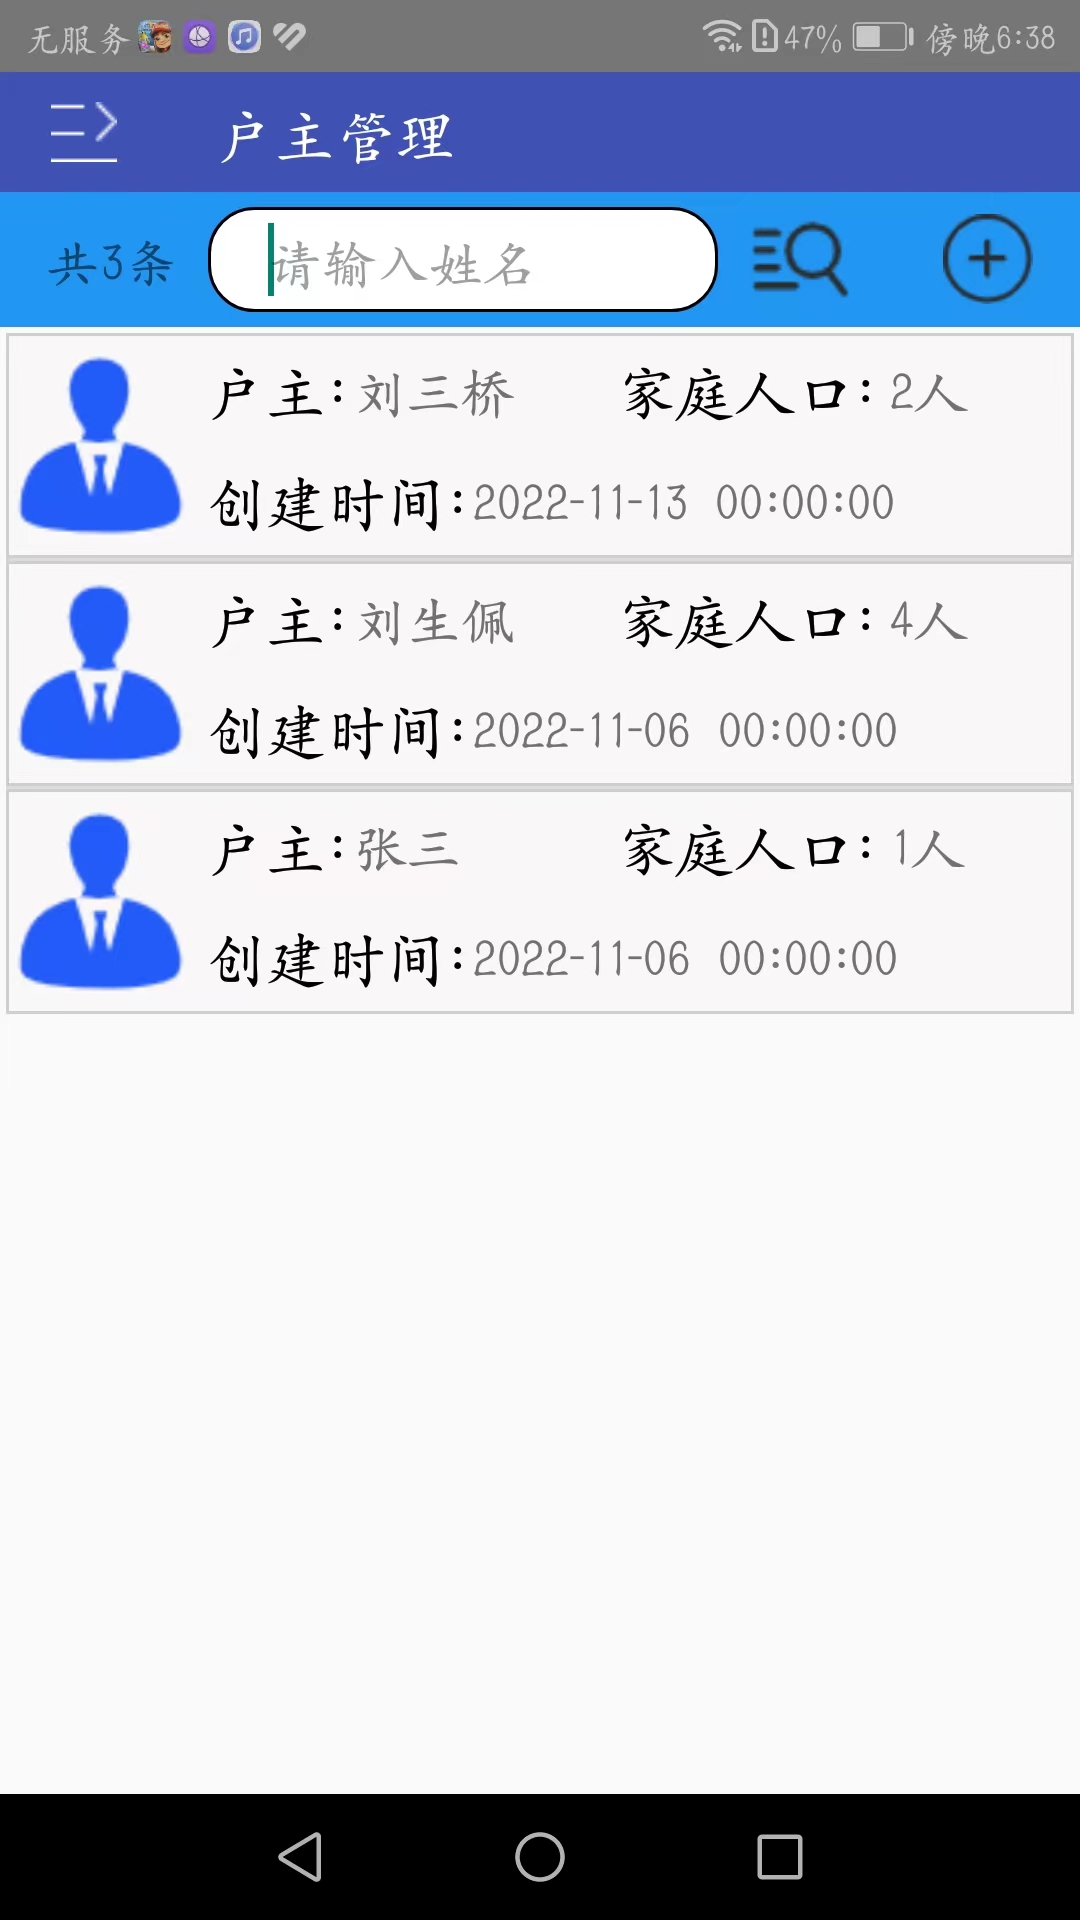 无服务 47% 傍晚6:38
户主管理
共3条 请输入姓名
户主:刘三桥 家庭人口: 2人
创建时间:2022-11-13 00:00:00
户主:刘生佩 家庭人口: 4人
创建时间:2022-11-06 00:00:00
户主:张三 家庭人口: 1人
创建时间:2022-11-06 00:00:00